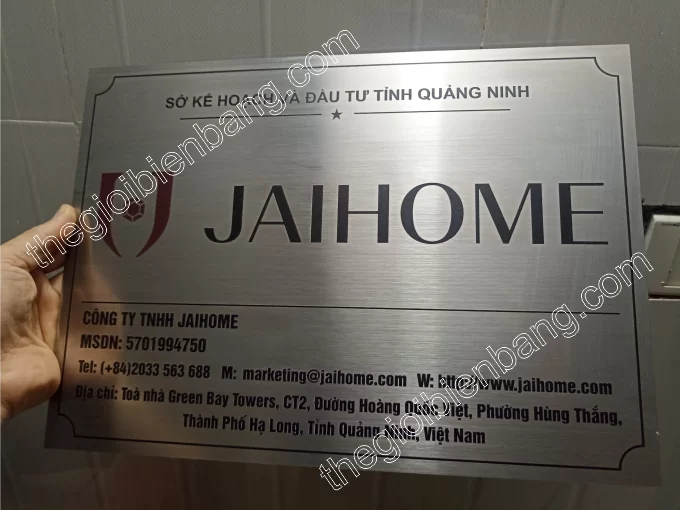 SỞ KẾ HOẠCH VÀ ĐẦU TƯ TỈNH QUẢNG NINH
JAIHOME
CÔNG TY TNHH JAIHOME
MSDN: 5701994750
Tel: (+84)2033 563 688 M: marketing@jaihome.com W: http://www.jaihome.com
Địa chỉ: Toà nhà Green Bay Towers, CT2, Đường Hoàng Quốc Việt, Phường Hùng Thắng,
Thành Phố Hạ Long, Tỉnh Quảng Ninh, Việt Nam
thegioibienbang.com
thegioibienbang.com
thegioibienbang.com